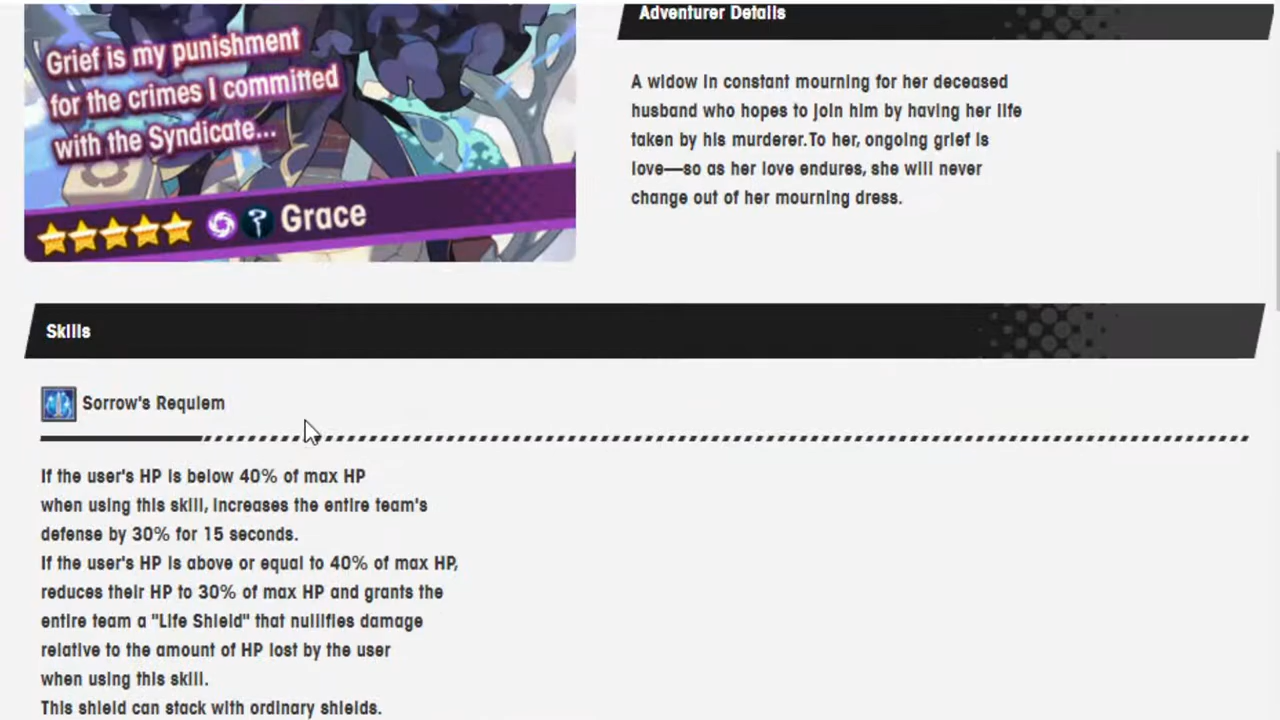 Grief is my punishment
for the crimes I committed
with the Syndicate...
Grace
Adventurer Details
A widow in constant mourning for her deceased
husband who hopes to join him by having her life
taken by his murderer.To her, ongoing grief is
love—so as her love endures, she will never
change out of her mourning dress.
Skills
Sorrow's Requiem
If the user's HP is below 40% of max HP
when using this skill, increases the entire team's
defense by 30% for 15 seconds.
If the user's HP is above or equal to 40% of max HP,
reduces their HP to 30% of max HP and grants the
entire team a "Life Shield" that nullifies damage
relative to the amount of HP lost by the user
when using this skill.
This shield can stack with ordinary shields.